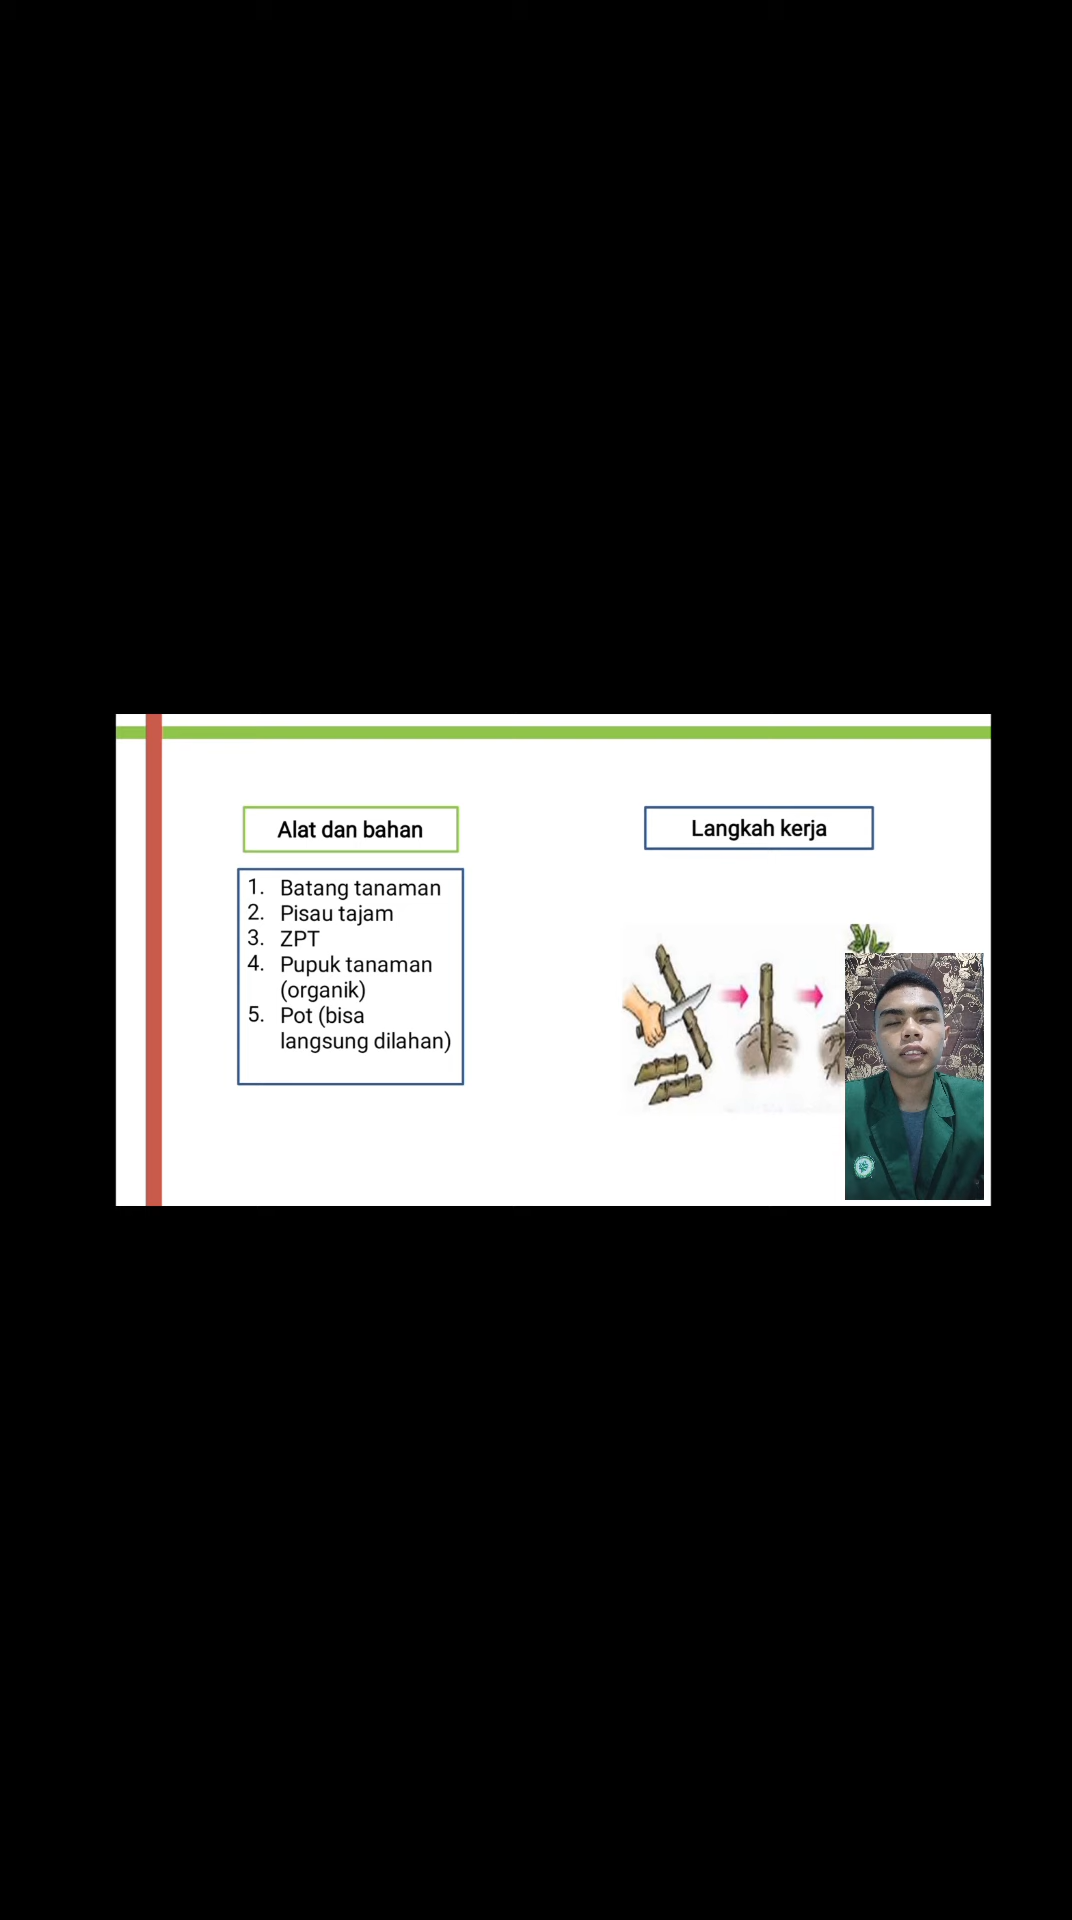 Alat dan bahan
1. Batang tanaman
2. Pisau tajam
3. ZPT
4. Pupuk tanaman
(organik)
5. Pot (bisa
langsung dilahan)
Langkah kerja